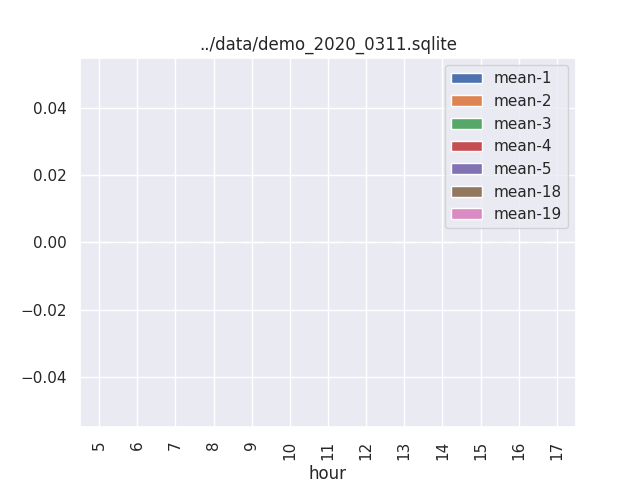 ../data/demo_2020_0311.sqlite
mean-1
mean-2
mean-3
mean-4
mean-5
mean-18
mean-19
0.04
0.02
0.00
−0.02
−0.04
5 6 7 8 9 10 11 12 13 14 15 16 17
hour